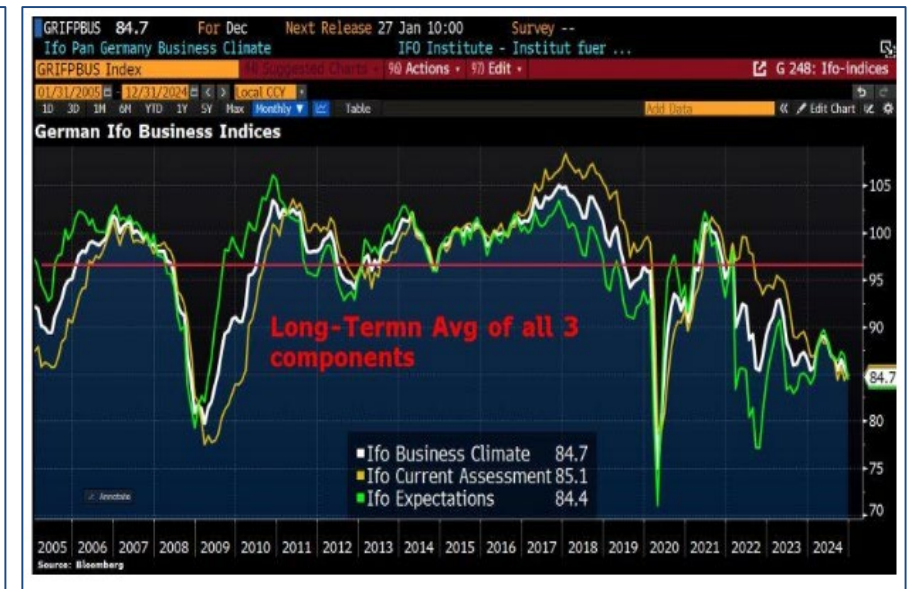 GRIFPBUS 84.7 For Dec Next Release 27 Jan 10:00 Survey --
Ifo Pan Germany Business Climate IFO Institute - Institut fuer ...
GRIFPBUS Index 94) Suggested Charts 96) Actions 97) Edit G 248: Ifo-indices
01/31/2005 - 12/31/2024 Local CCY
1D 3D 1M 6M YTD 1Y 5Y Max Monthly ▼ Table Add Data « Edit Chart
German Ifo Business Indices
105
100
95
90
84.7
80
75
70
Long-Termn Avg of all 3
components
Ifo Business Climate 84.7
Ifo Current Assessment 85.1
Ifo Expectations 84.4
Annotate
2005 2006 2007 2008 2009 2010 2011 2012 2013 2014 2015 2016 2017 2018 2019 2020 2021 2022 2023 2024
Source: Bloomberg